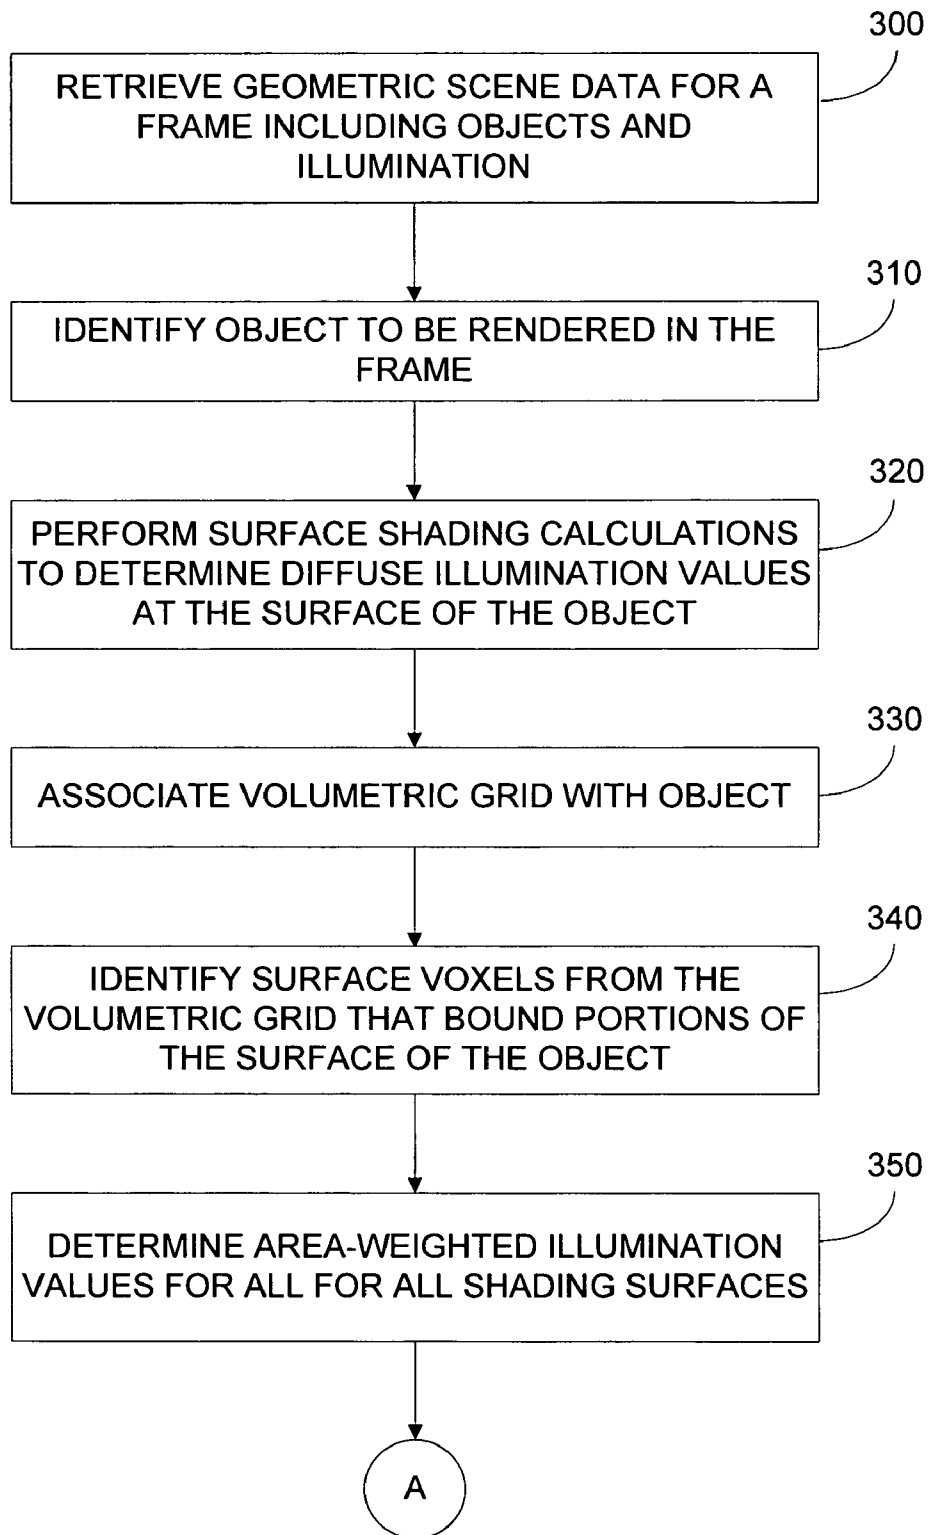 300
RETRIEVE GEOMETRIC SCENE DATA FOR A
FRAME INCLUDING OBJECTS AND
ILLUMINATION
310
IDENTIFY OBJECT TO BE RENDERED IN THE
FRAME
320
PERFORM SURFACE SHADING CALCULATIONS
TO DETERMINE DIFFUSE ILLUMINATION VALUES
AT THE SURFACE OF THE OBJECT
330
ASSOCIATE VOLUMETRIC GRID WITH OBJECT
340
IDENTIFY SURFACE VOXELS FROM THE
VOLUMETRIC GRID THAT BOUND PORTIONS OF
THE SURFACE OF THE OBJECT
350
DETERMINE AREA-WEIGHTED ILLUMINATION
VALUES FOR ALL FOR ALL SHADING SURFACES
A